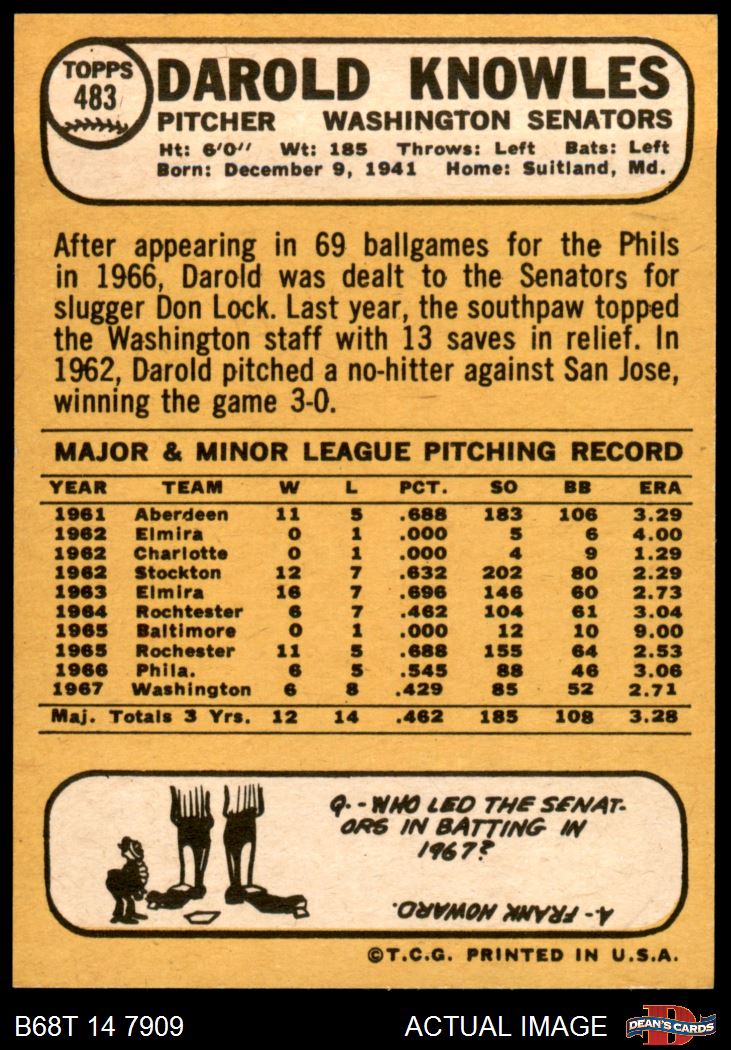 TOPPS
483
DAROLD KNOWLES
PITCHER WASHINGTON SENATORS
Ht: 6'0" Wt: 185 Throws: Left Bats: Left
Born: December 9, 1941 Home: Suitland, Md.
After appearing in 69 ballgames for the Phils
in 1966, Darold was dealt to the Senators for
slugger Don Lock. Last year, the southpaw topped
the Washington staff with 13 saves in relief. In
1962, Darold pitched a no-hitter against San Jose,
winning the game 3-0.
MAJOR & MINOR LEAGUE PITCHING RECORD
YEAR TEAM W L PCT. SO BB ERA
1961 Aberdeen 11 5 .688 183 106 3.29
1962 Elmira 0 1 .000 5 6 4.00
1962 Charlotte 0 1 .000 4 9 1.29
1962 Stockton 12 7 .632 202 80 2.29
1963 Elmira 16 7 .696 146 60 2.73
1964 Rochtester 6 7 .462 104 61 3.04
1965 Baltimore 0 1 .000 12 10 9.00
1965 Rochester 11 5 .688 155 64 2.53
1966 Phila. 6 5 .545 88 46 3.06
1967 Washington 6 8 .429 85 52 2.71
Maj. Totals 3 Yrs. 12 14 .462 185 108 3.28
Q.-WHO LED THE SENAT-
ORS IN BATTING IN
1967?
A-FRANK HOWARD.
©T.C.G. PRINTED IN U.S.A.
B68T 14 7909 ACTUAL IMAGE D DEAN'S CARDS